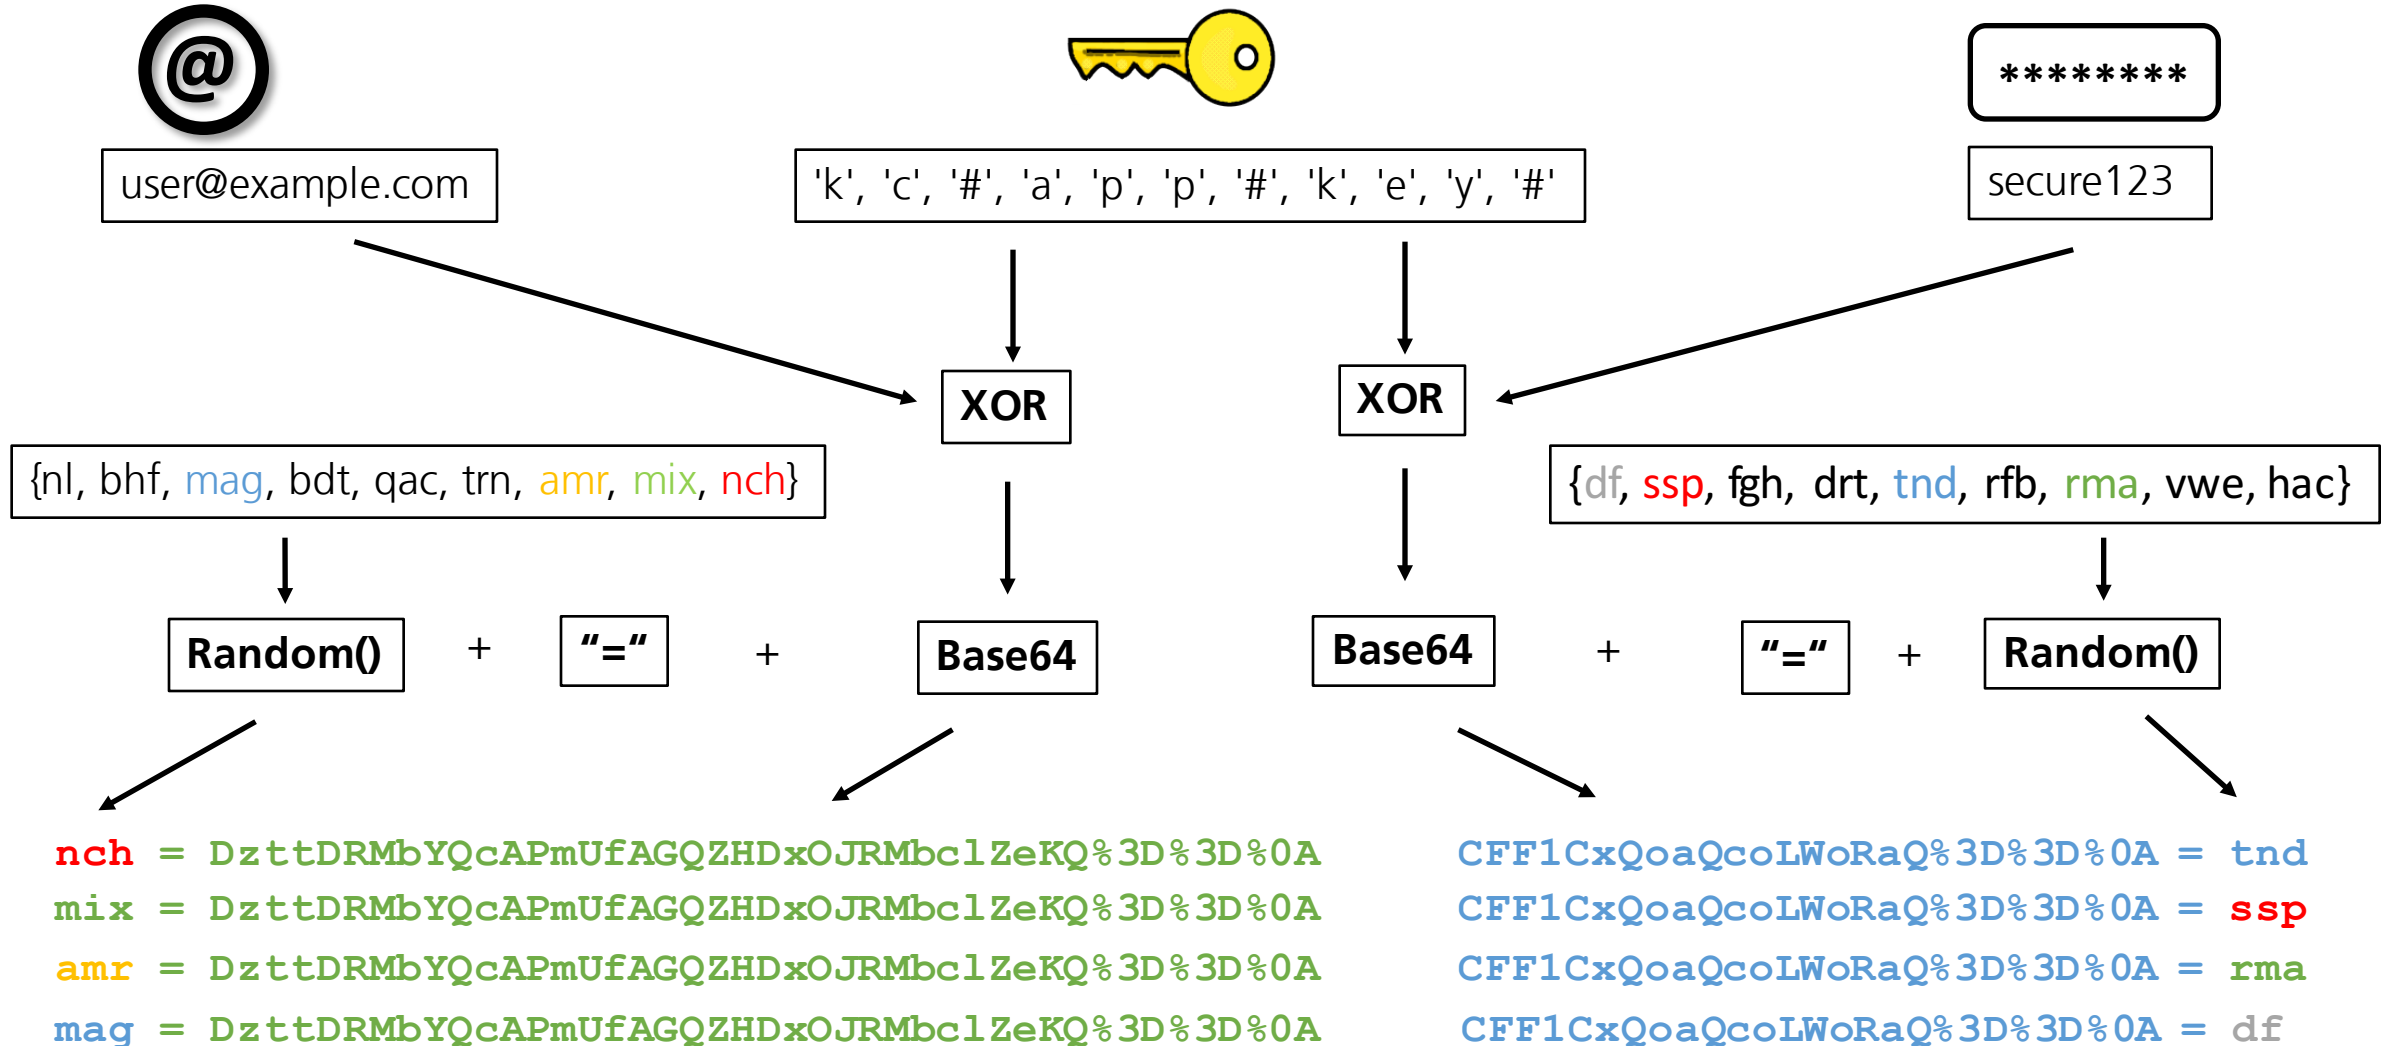 @
********
user@example.com
'k', 'c', '#', 'a', 'p', 'p', '#', 'k', 'e', 'y', '#'
secure123
XOR
XOR
{nl, bhf, mag, bdt, qac, trn, amr, mix, nch}
{df, ssp, fgh, drt, tnd, rfb, rma, vwe, hac}
Random() + "=" + Base64
Base64 + "=" + Random()
nch = DzttDRMbYQcAPmUfAGQZHDxOJRMbclZeKQ%3D%3D%0A
CFF1CxQoaQcoLWoRaQ%3D%3D%0A = tnd
mix = DzttDRMbYQcAPmUfAGQZHDxOJRMbclZeKQ%3D%3D%0A
CFF1CxQoaQcoLWoRaQ%3D%3D%0A = ssp
amr = DzttDRMbYQcAPmUfAGQZHDxOJRMbclZeKQ%3D%3D%0A
CFF1CxQoaQcoLWoRaQ%3D%3D%0A = rma
mag = DzttDRMbYQcAPmUfAGQZHDxOJRMbclZeKQ%3D%3D%0A
CFF1CxQoaQcoLWoRaQ%3D%3D%0A = df